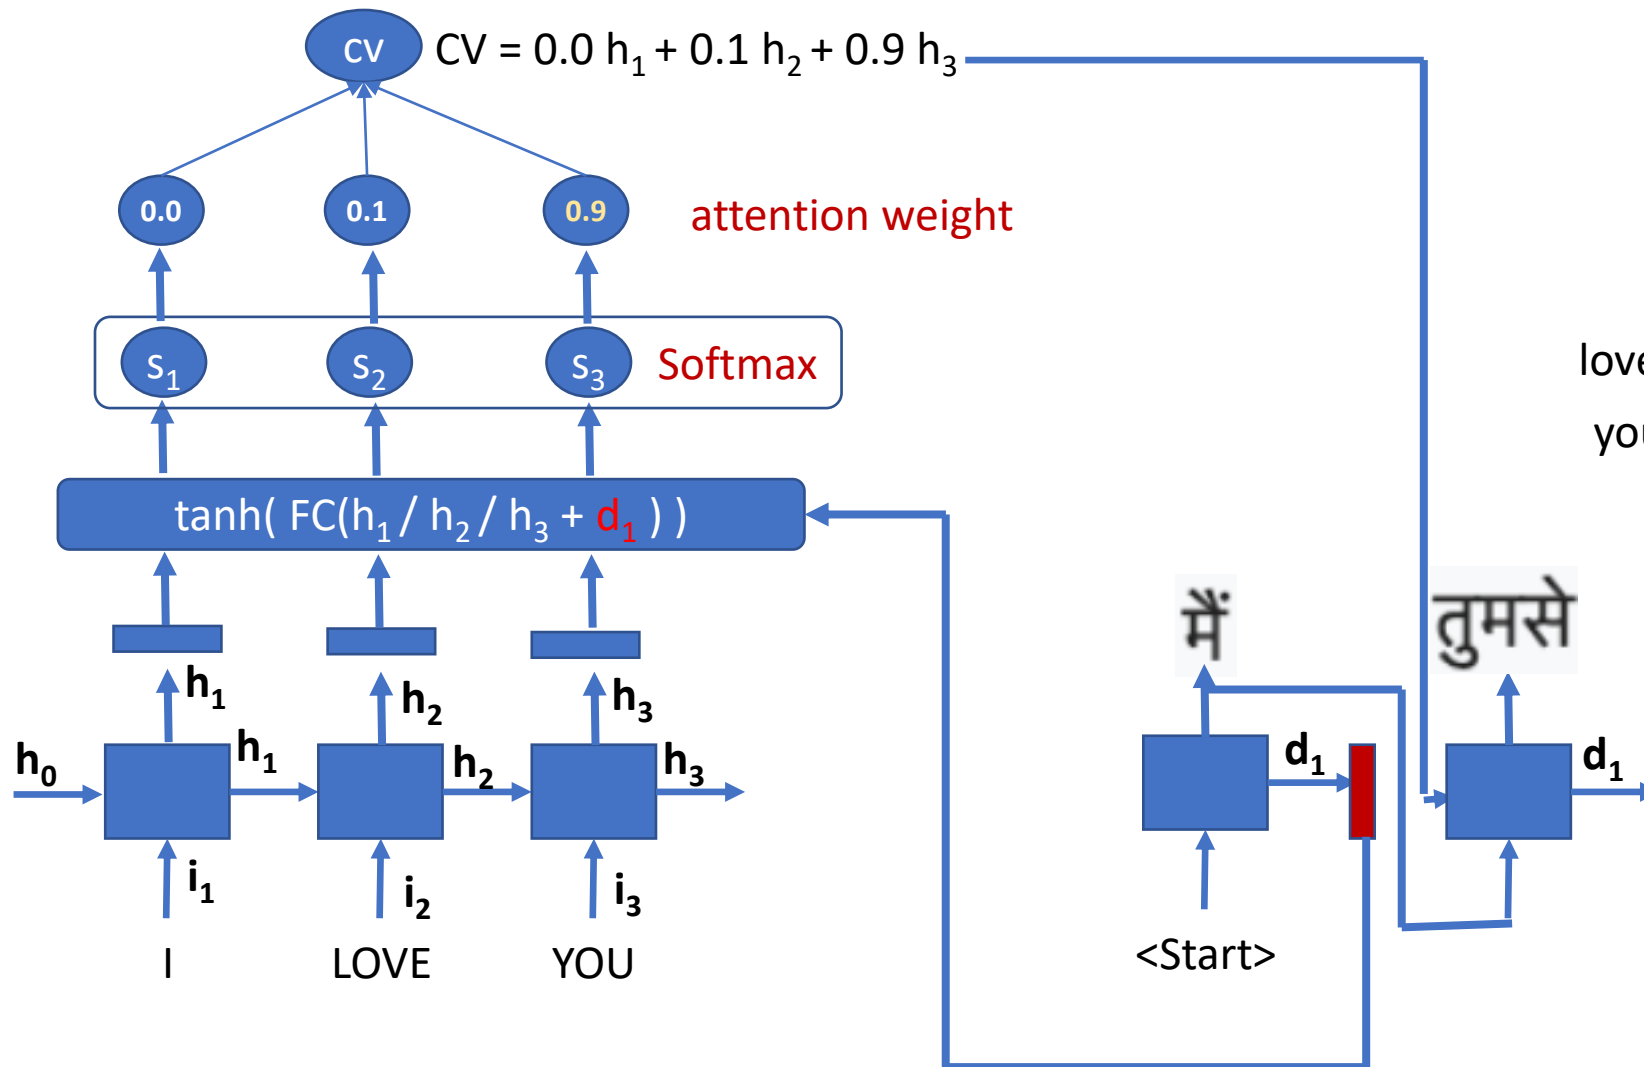 cv
CV = 0.0 h₁ + 0.1 h₂ + 0.9 h₃
0.0 0.1 0.9 attention weight
s₁ s₂ s₃ Softmax
love
you
tanh( FC(h₁ / h₂ / h₃ + d₁ ) )
मैं तुमसे
h₁ h₂ h₃
h₀ h₁ h₂ h₃ d₁ d₁
i₁ i₂ i₃
I LOVE YOU <Start>